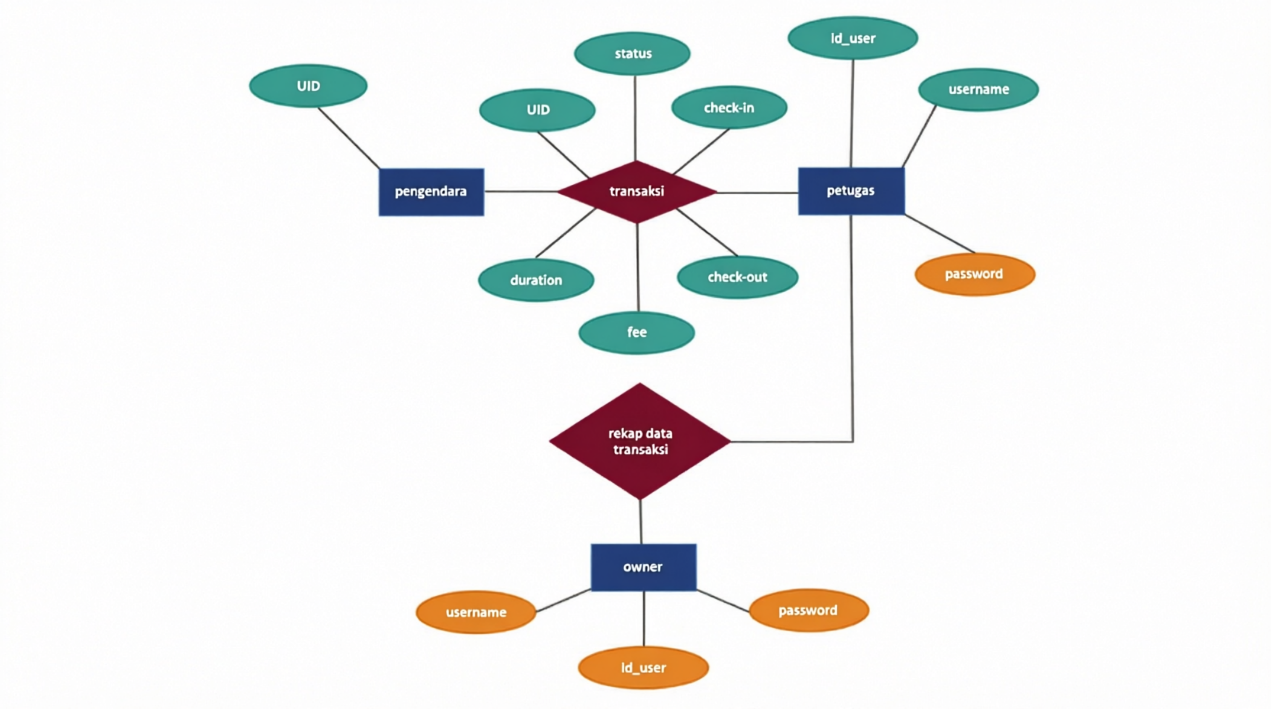 id_user
status
UID
username
UID
check-in
pengendara
transaksi
petugas
duration
check-out
password
fee
rekap data
transaksi
owner
username
password
id_user